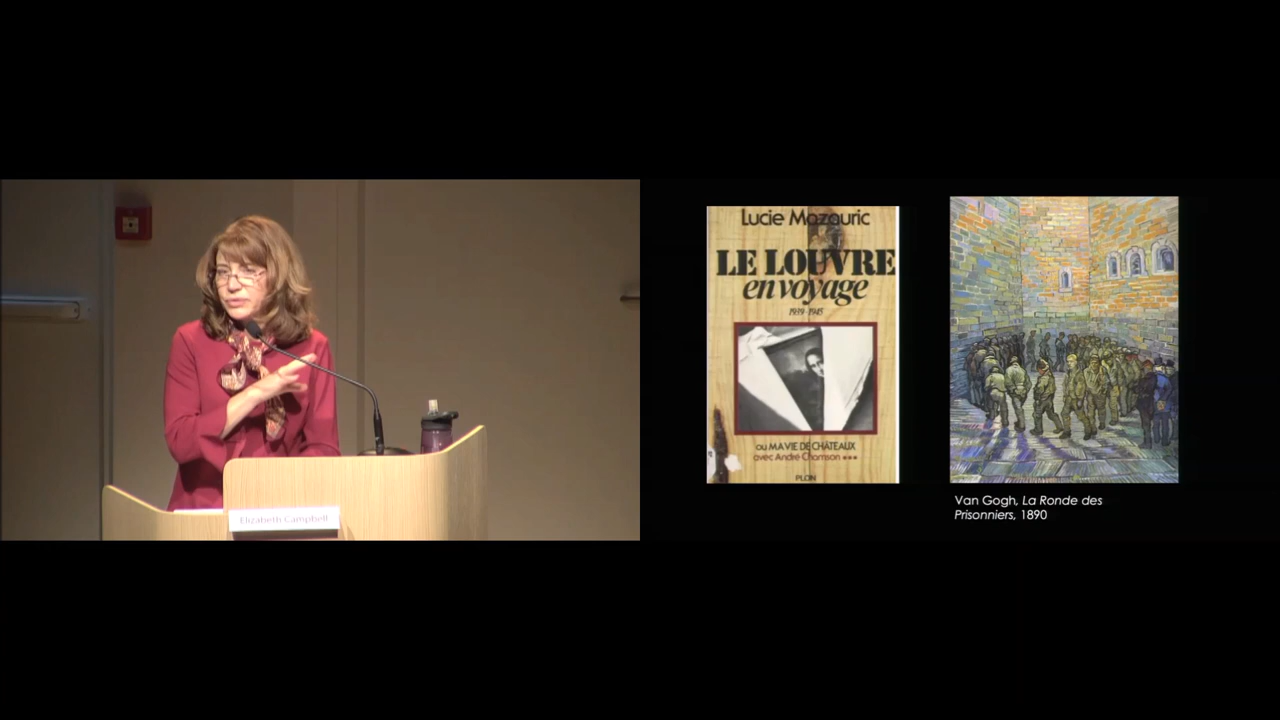 Elizabeth Campbell
Lucie Mazauric
LE LOUVRE
en voyage
1939-1945
ou MA VIE DE CHÂTEAUX
avec André Chamson ***
PLON
Van Gogh, La Ronde des
Prisonniers, 1890